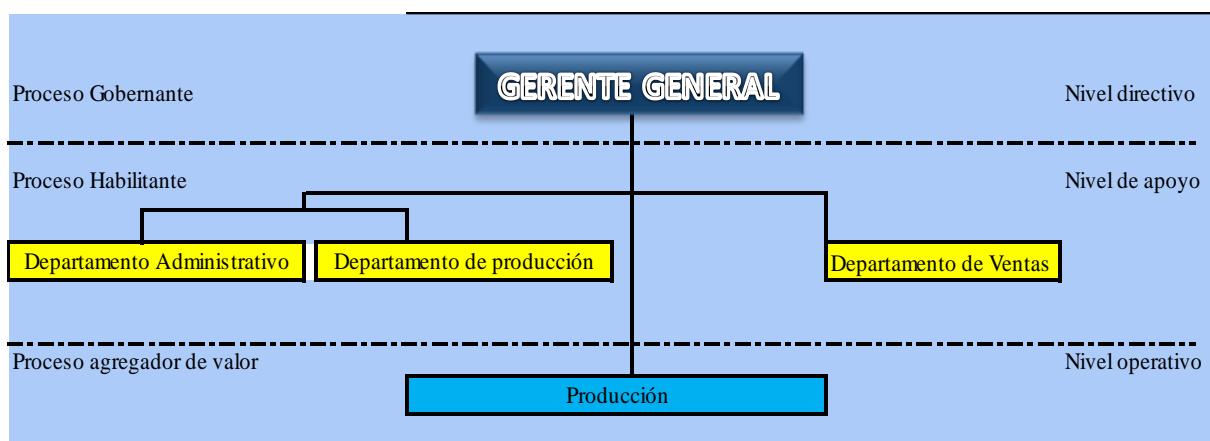 GERENTE GENERAL
Proceso Gobernante
Nivel directivo
Proceso Habilitante
Nivel de apoyo
Departamento Administrativo
Departamento de producción
Departamento de Ventas
Proceso agregador de valor
Nivel operativo
Producción